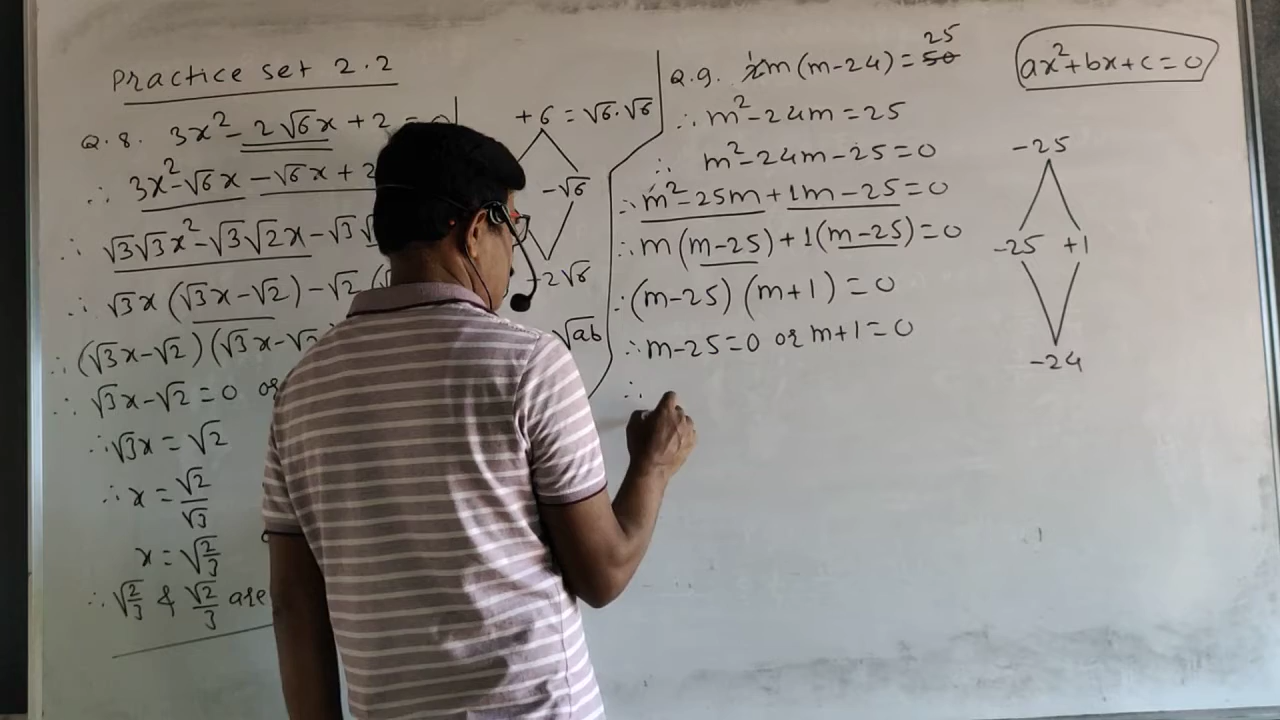 Practice set 2.2
Q.8. 3x² - 2√6x + 2 = 0
∴ 3x² - √6x - √6x + 2
∴ √3√3x² - √3√2x - √3√
∴ √3x(√3x - √2) - √2(
∴ (√3x - √2)(√3x - √2
∴ √3x - √2 = 0 or
∴ √3x = √2
∴ x = √2/√3
x = √(2/3)
∴ √(2/3) & √(2/3) are
+6 = √6.√6
-√6
-2√6
√ab
Q.9. 2m(m-24) = 50
1 25
∴ m² - 24m = 25
∴ m² - 24m - 25 = 0
∴ m² - 25m + 1m - 25 = 0
∴ m(m-25) + 1(m-25) = 0
∴ (m-25)(m+1) = 0
∴ m-25 = 0 or m+1 = 0
∴
ax² + bx + c = 0
-25
-25 +1
-24